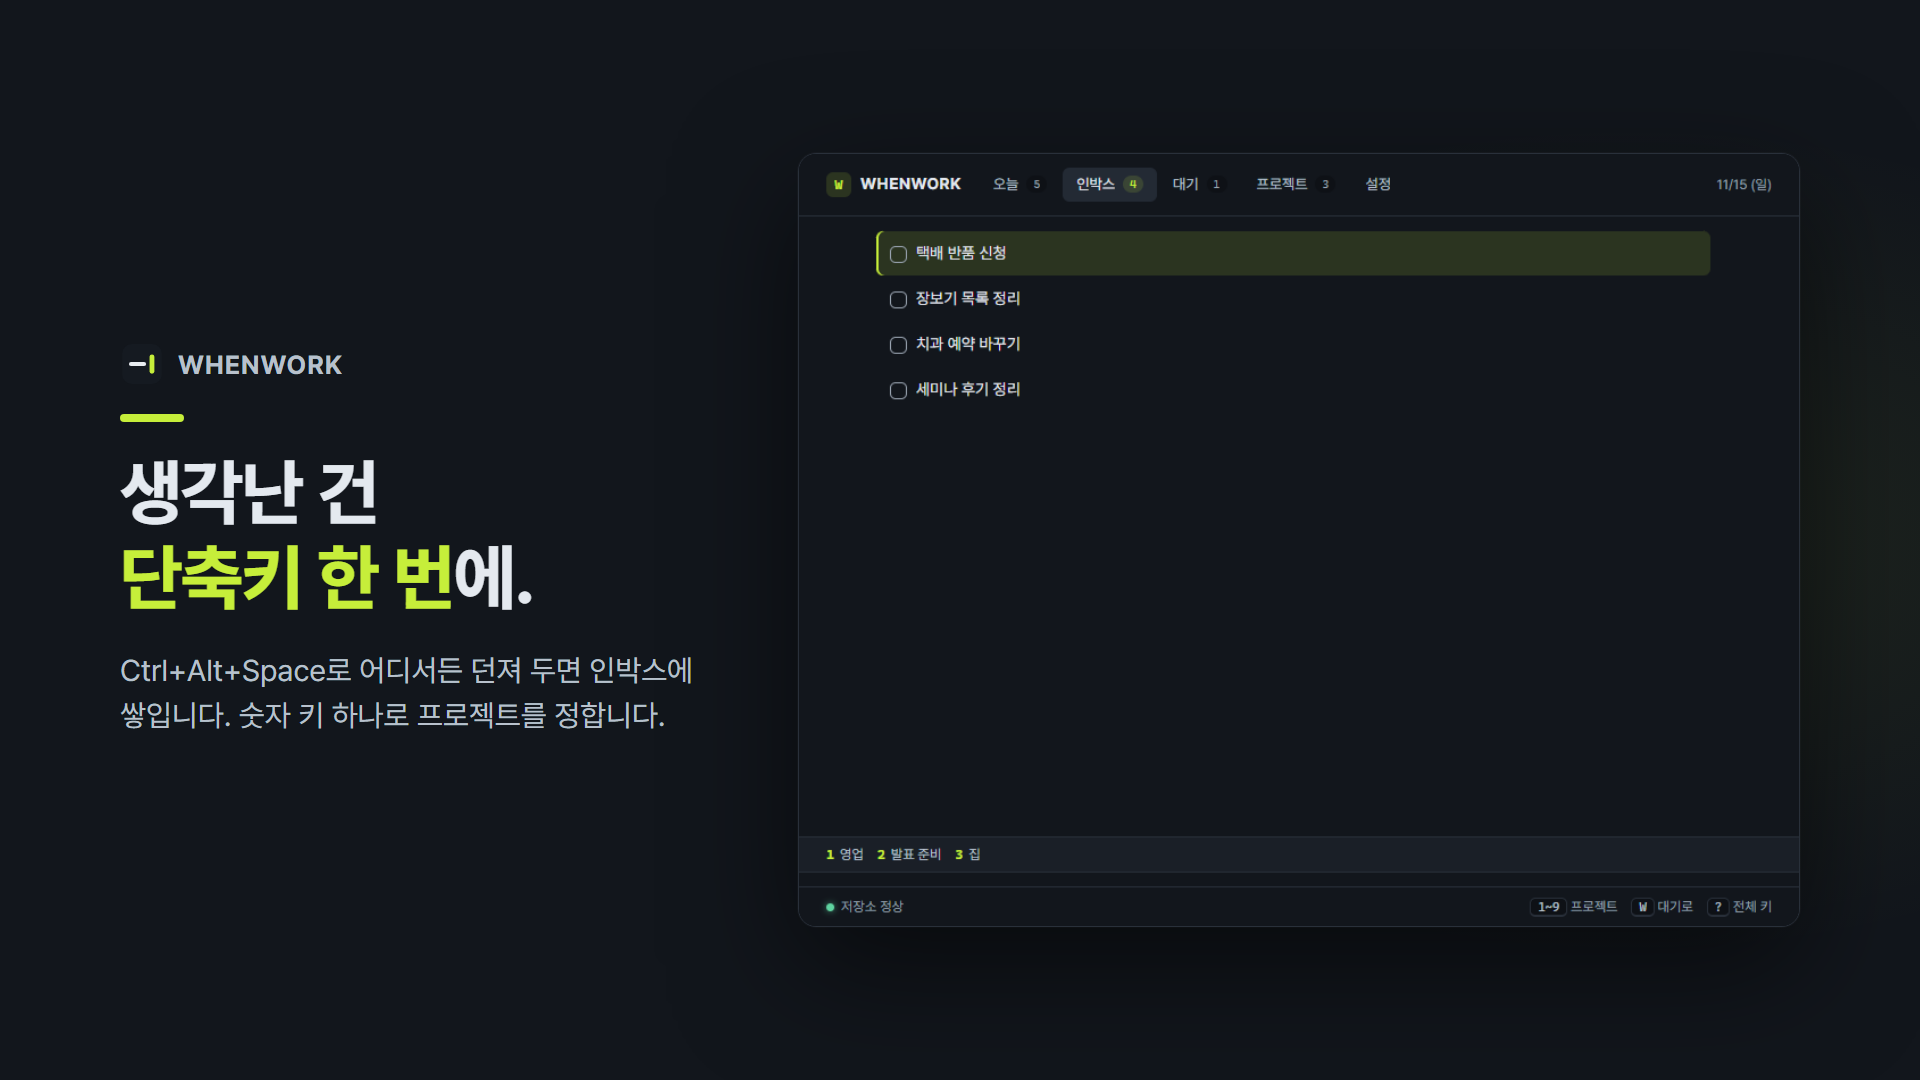 WHENWORK
생각난 건
단축키 한 번에.
Ctrl+Alt+Space로 어디서든 던져 두면 인박스에
쌓입니다. 숫자 키 하나로 프로젝트를 정합니다.
W WHENWORK 오늘 5 인박스 4 대기 1 프로젝트 3 설정 11/15 (일)
택배 반품 신청
장보기 목록 정리
치과 예약 바꾸기
세미나 후기 정리
1 영업 2 발표 준비 3 집
저장소 정상 1~9 프로젝트 W 대기로 ? 전체 키